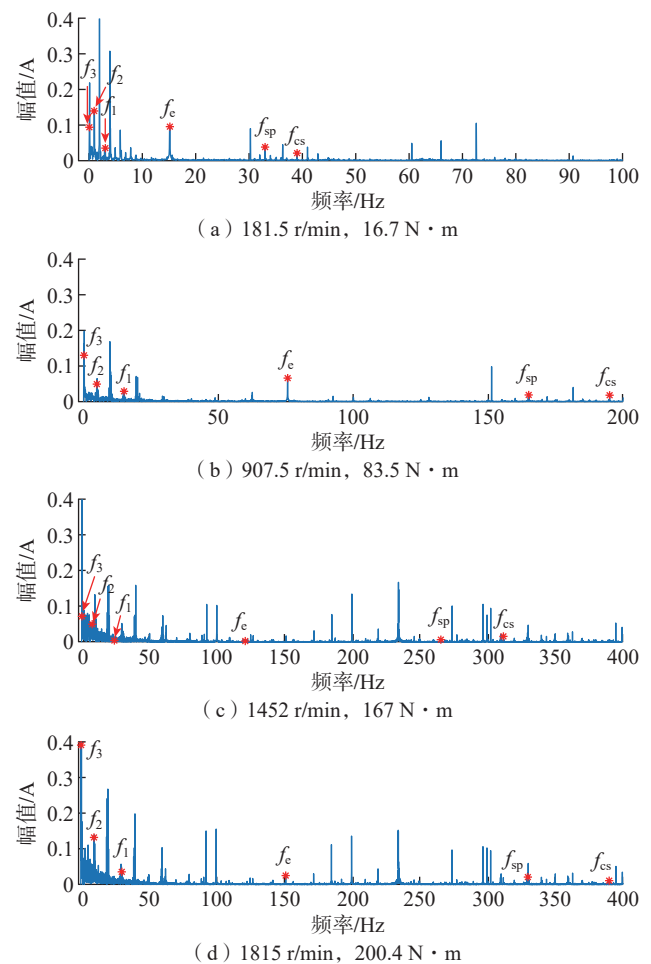 幅值/A
0.4
0.3
0.2
0.1
0
f3
f2
f1
fe
fsp
fcs
0 10 20 30 40 50 60 70 80 90 100
频率/Hz
（a）181.5 r/min，16.7 N·m
幅值/A
0.4
0.3
0.2
0.1
0
f3
f2
f1
fe
fsp
fcs
0 50 100 150 200
频率/Hz
（b）907.5 r/min，83.5 N·m
幅值/A
0.4
0.3
0.2
0.1
0
f3
f2
f1
fe
fsp
fcs
0 50 100 150 200 250 300 350 400
频率/Hz
（c）1452 r/min，167 N·m
幅值/A
0.4
0.3
0.2
0.1
0
f3
f2
f1
fe
fsp
fcs
0 50 100 150 200 250 300 350 400
频率/Hz
（d）1815 r/min，200.4 N·m